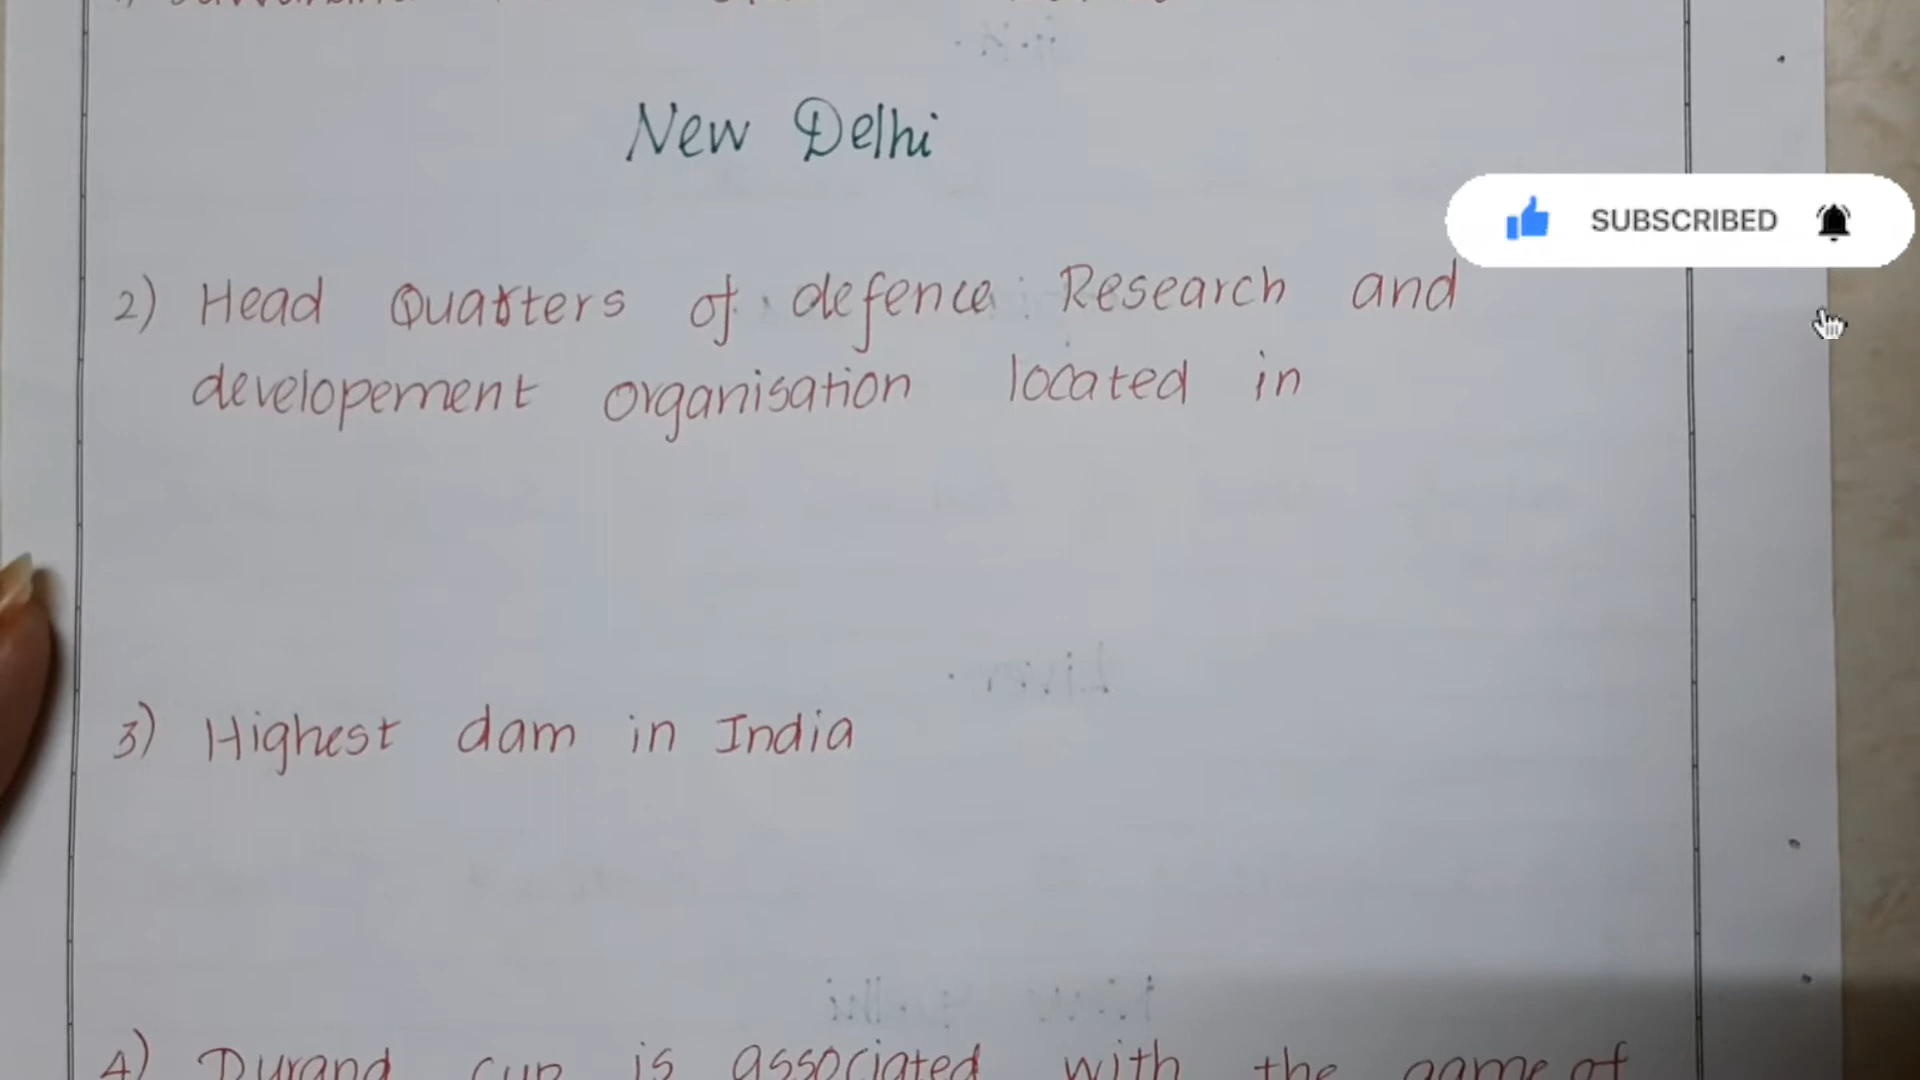 New Delhi
SUBSCRIBED
2) Head Quarters of defence Research and
developement organisation located in
3) Highest dam in India
4) Durand cup is associated with the game of